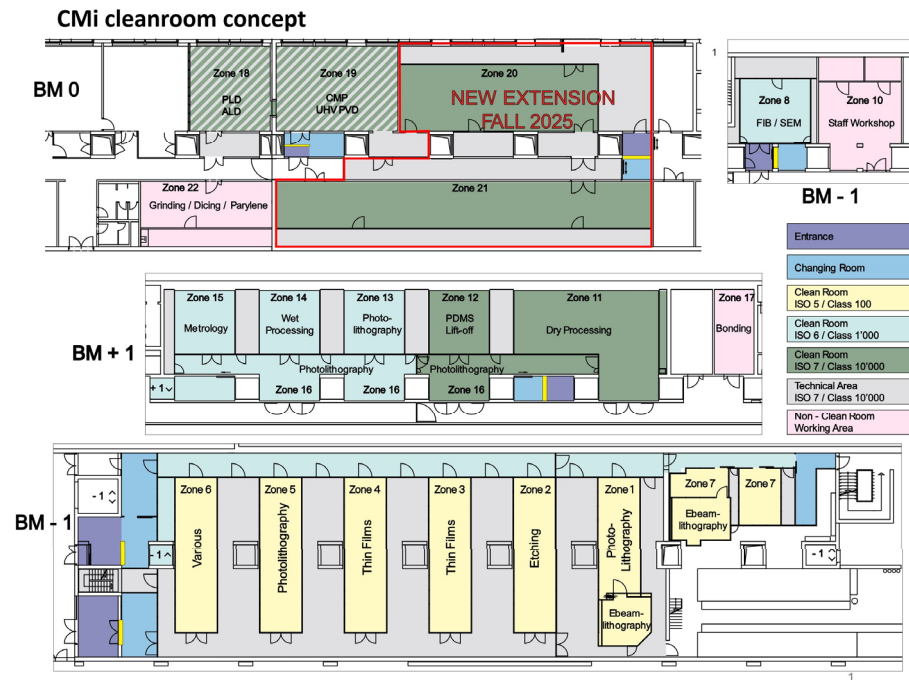 CMi cleanroom concept
BM 0
Zone 18
PLD
ALD
Zone 19
CMP
UHV PVD
Zone 20
NEW EXTENSION
FALL 2025
Zone 22
Grinding / Dicing / Parylene
Zone 21
1
Zone 8
FIB / SEM
Zone 10
Staff Workshop
BM - 1
Entrance
Changing Room
Clean Room
ISO 5 / Class 100
Clean Room
ISO 6 / Class 1'000
Clean Room
ISO 7 / Class 10'000
Technical Area
ISO 7 / Class 10'000
Non - Clean Room
Working Area
BM + 1
Zone 15
Metrology
Zone 14
Wet
Processing
Zone 13
Photo-
lithography
Zone 12
PDMS
Lift-off
Zone 11
Dry Processing
Zone 17
Bonding
Photolithography
Photolithography
+ 1
Zone 16
Zone 16
Zone 16
BM - 1
- 1
- 1
Zone 6
Various
Zone 5
Photolithography
Zone 4
Thin Films
Zone 3
Thin Films
Zone 2
Etching
Zone 1
Photo-
Lithography
Ebeam-
lithography
Zone 7
Zone 7
Ebeam-
lithography
- 1
1